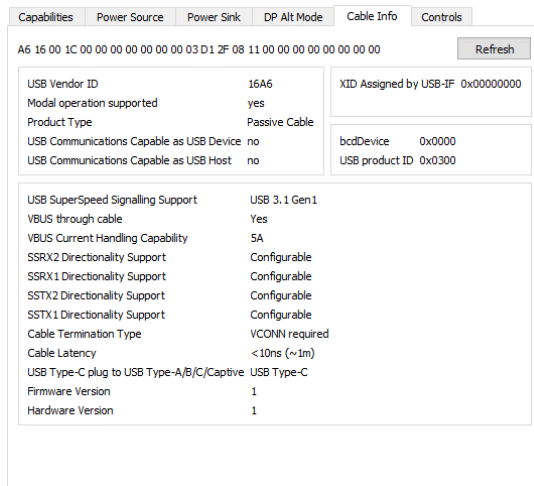 Capabilities Power Source Power Sink DP Alt Mode Cable Info Controls
A6 16 00 1C 00 00 00 00 00 00 00 03 D1 2F 08 11 00 00 00 00 00 00 00 00 Refresh
USB Vendor ID 16A6
Modal operation supported yes
Product Type Passive Cable
USB Communications Capable as USB Device no
USB Communications Capable as USB Host no
XID Assigned by USB-IF 0x00000000
bcdDevice 0x0000
USB product ID 0x0300
USB SuperSpeed Signalling Support USB 3.1 Gen1
VBUS through cable Yes
VBUS Current Handling Capability 5A
SSRX2 Directionality Support Configurable
SSRX1 Directionality Support Configurable
SSTX2 Directionality Support Configurable
SSTX1 Directionality Support Configurable
Cable Termination Type VCONN required
Cable Latency <10ns (~1m)
USB Type-C plug to USB Type-A/B/C/Captive USB Type-C
Firmware Version 1
Hardware Version 1